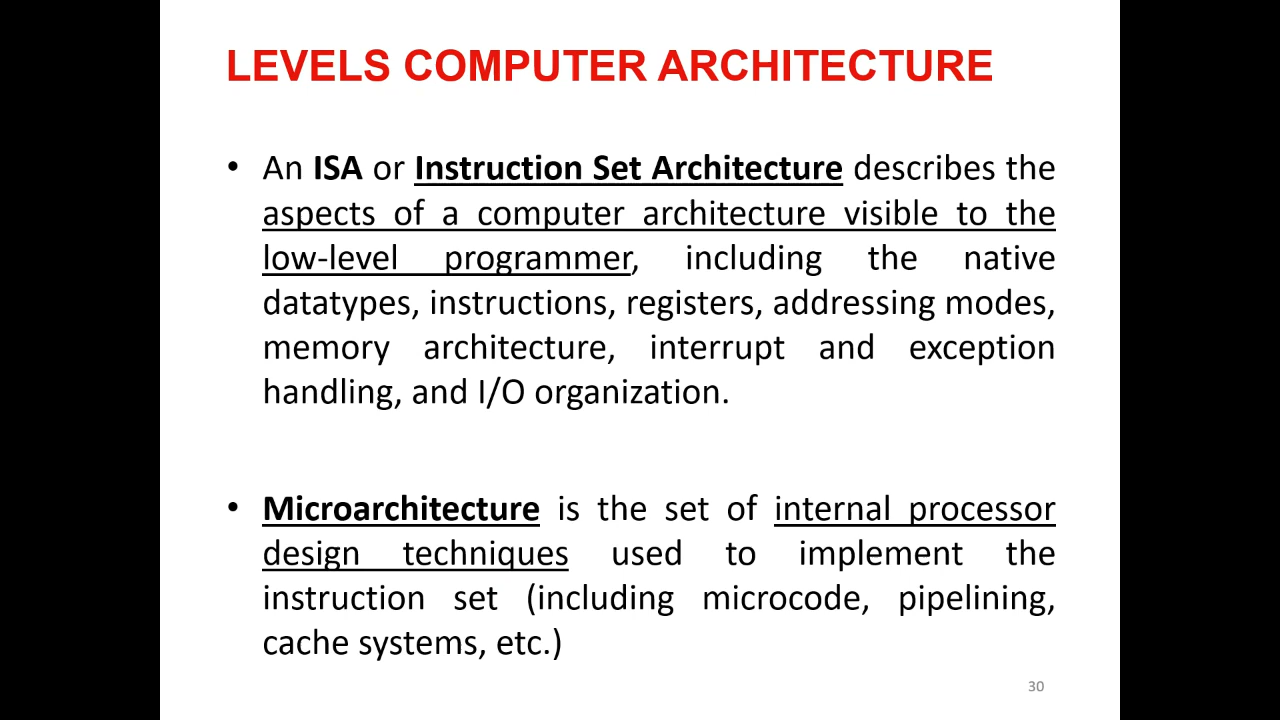 LEVELS COMPUTER ARCHITECTURE
• An ISA or Instruction Set Architecture describes the
aspects of a computer architecture visible to the
low-level programmer, including the native
datatypes, instructions, registers, addressing modes,
memory architecture, interrupt and exception
handling, and I/O organization.
• Microarchitecture is the set of internal processor
design techniques used to implement the
instruction set (including microcode, pipelining,
cache systems, etc.)
30